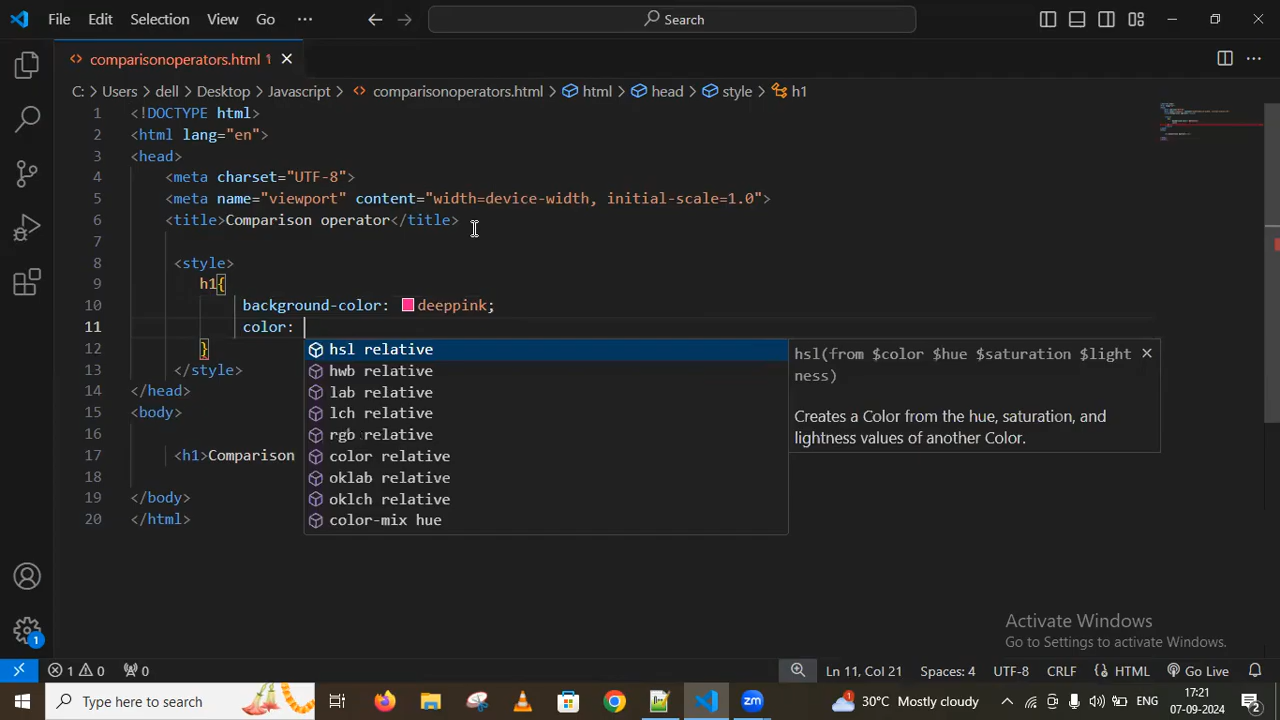 File Edit Selection View Go ··· Search
comparisonoperators.html 1
C: > Users > dell > Desktop > Javascript > comparisonoperators.html > html > head > style > h1
1 <!DOCTYPE html>
2 <html lang="en">
3 <head>
4 <meta charset="UTF-8">
5 <meta name="viewport" content="width=device-width, initial-scale=1.0">
6 <title>Comparison operator</title>
7
8 <style>
9 h1{
10 background-color: deeppink;
11 color:
12 }
13 </style>
14 </head>
15 <body>
16
17 <h1>Comparison
18
19 </body>
20 </html>
hsl relative
hwb relative
lab relative
lch relative
rgb relative
color relative
oklab relative
oklch relative
color-mix hue
hsl(from $color $hue $saturation $light
ness)
Creates a Color from the hue, saturation, and
lightness values of another Color.
Activate Windows
Go to Settings to activate Windows.
1
1 0 0 Ln 11, Col 21 Spaces: 4 UTF-8 CRLF HTML Go Live
Type here to search 30°C Mostly cloudy ENG 17:21
07-09-2024 2